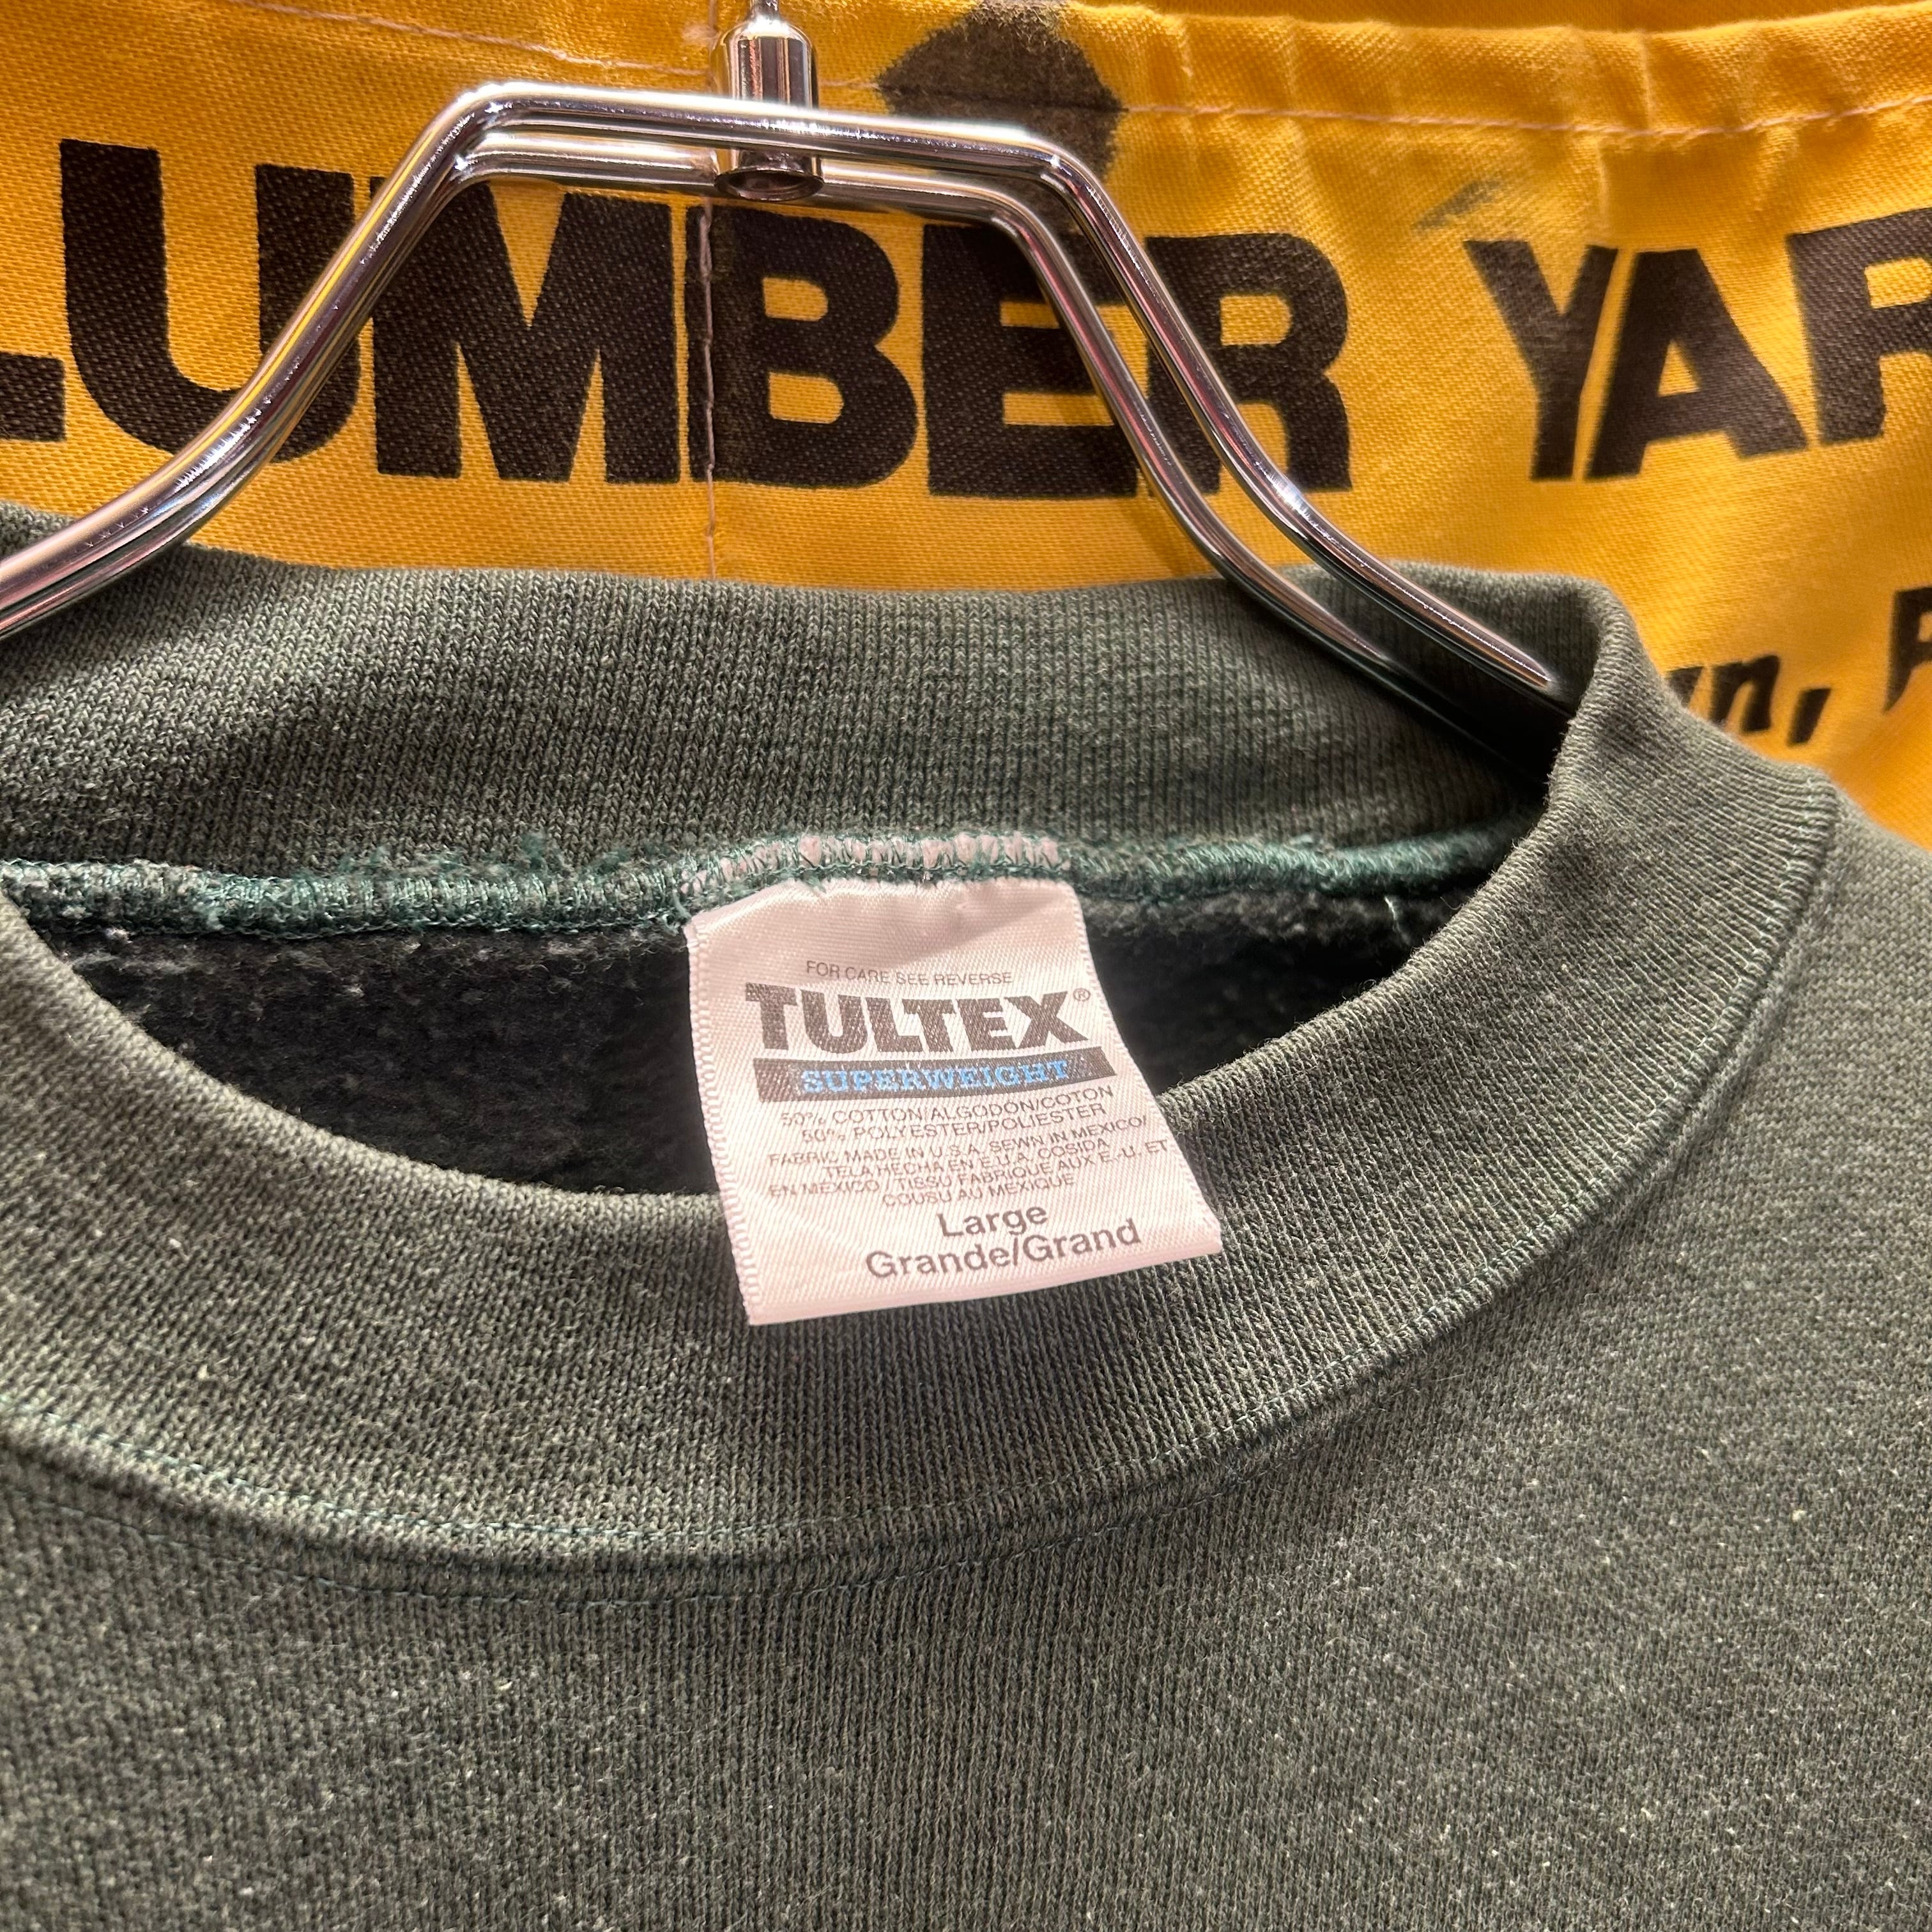 LUMBER YAR
wn, P
FOR CARE SEE REVERSE
TULTEX®
SUPERWEIGHT
50% COTTON/ALGODON/COTON
50% POLYESTER/POLIESTER
FABRIC MADE IN U.S.A. SEWN IN MEXICO/
TELA HECHA EN E.U.A. COSIDA
EN MEXICO / TISSU FABRIQUE AUX E.-U. ET
COUSU AU MEXIQUE
Large
Grande/Grand